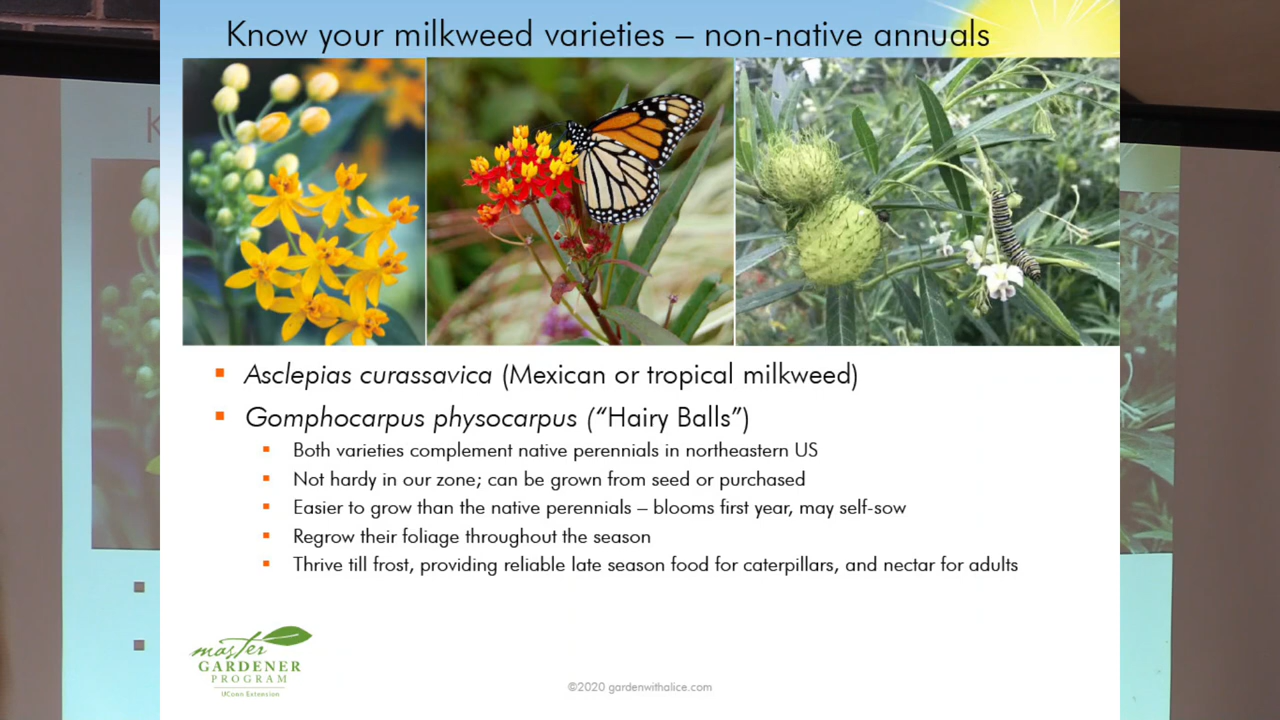 Know your milkweed varieties – non-native annuals
K
Asclepias curassavica (Mexican or tropical milkweed)
Gomphocarpus physocarpus (“Hairy Balls”)
Both varieties complement native perennials in northeastern US
Not hardy in our zone; can be grown from seed or purchased
Easier to grow than the native perennials – blooms first year, may self-sow
Regrow their foliage throughout the season
Thrive till frost, providing reliable late season food for caterpillars, and nectar for adults
master
GARDENER
PROGRAM
UConn Extension
©2020 gardenwithalice.com